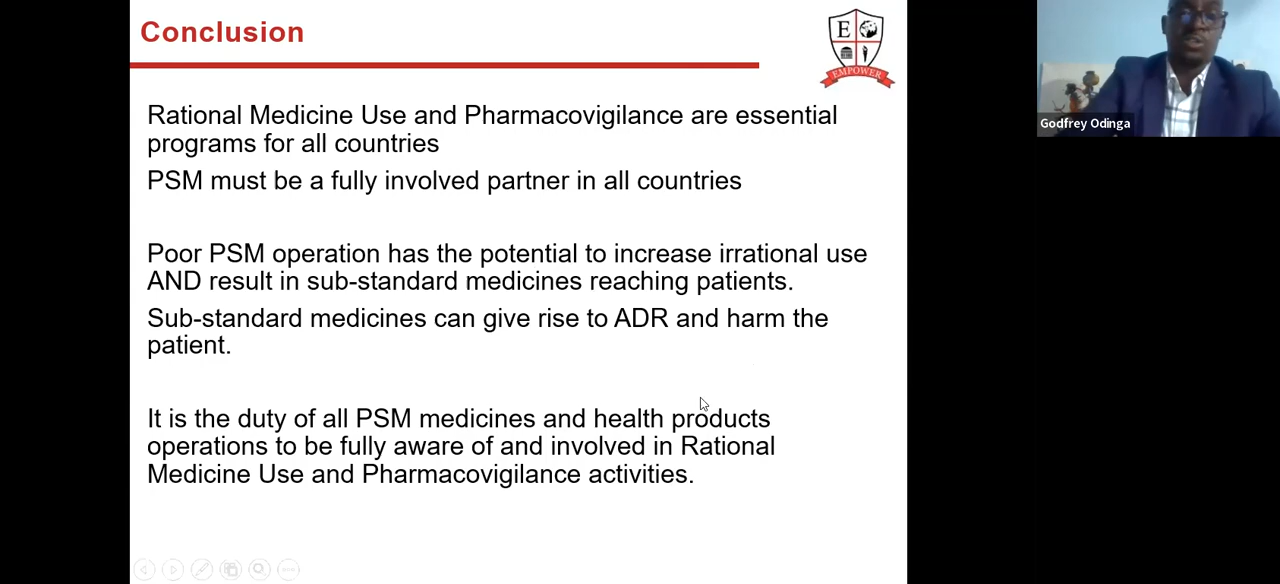 Conclusion
E
EMPOWER
Rational Medicine Use and Pharmacovigilance are essential
programs for all countries
PSM must be a fully involved partner in all countries
Poor PSM operation has the potential to increase irrational use
AND result in sub-standard medicines reaching patients.
Sub-standard medicines can give rise to ADR and harm the
patient.
It is the duty of all PSM medicines and health products
operations to be fully aware of and involved in Rational
Medicine Use and Pharmacovigilance activities.
Godfrey Odinga